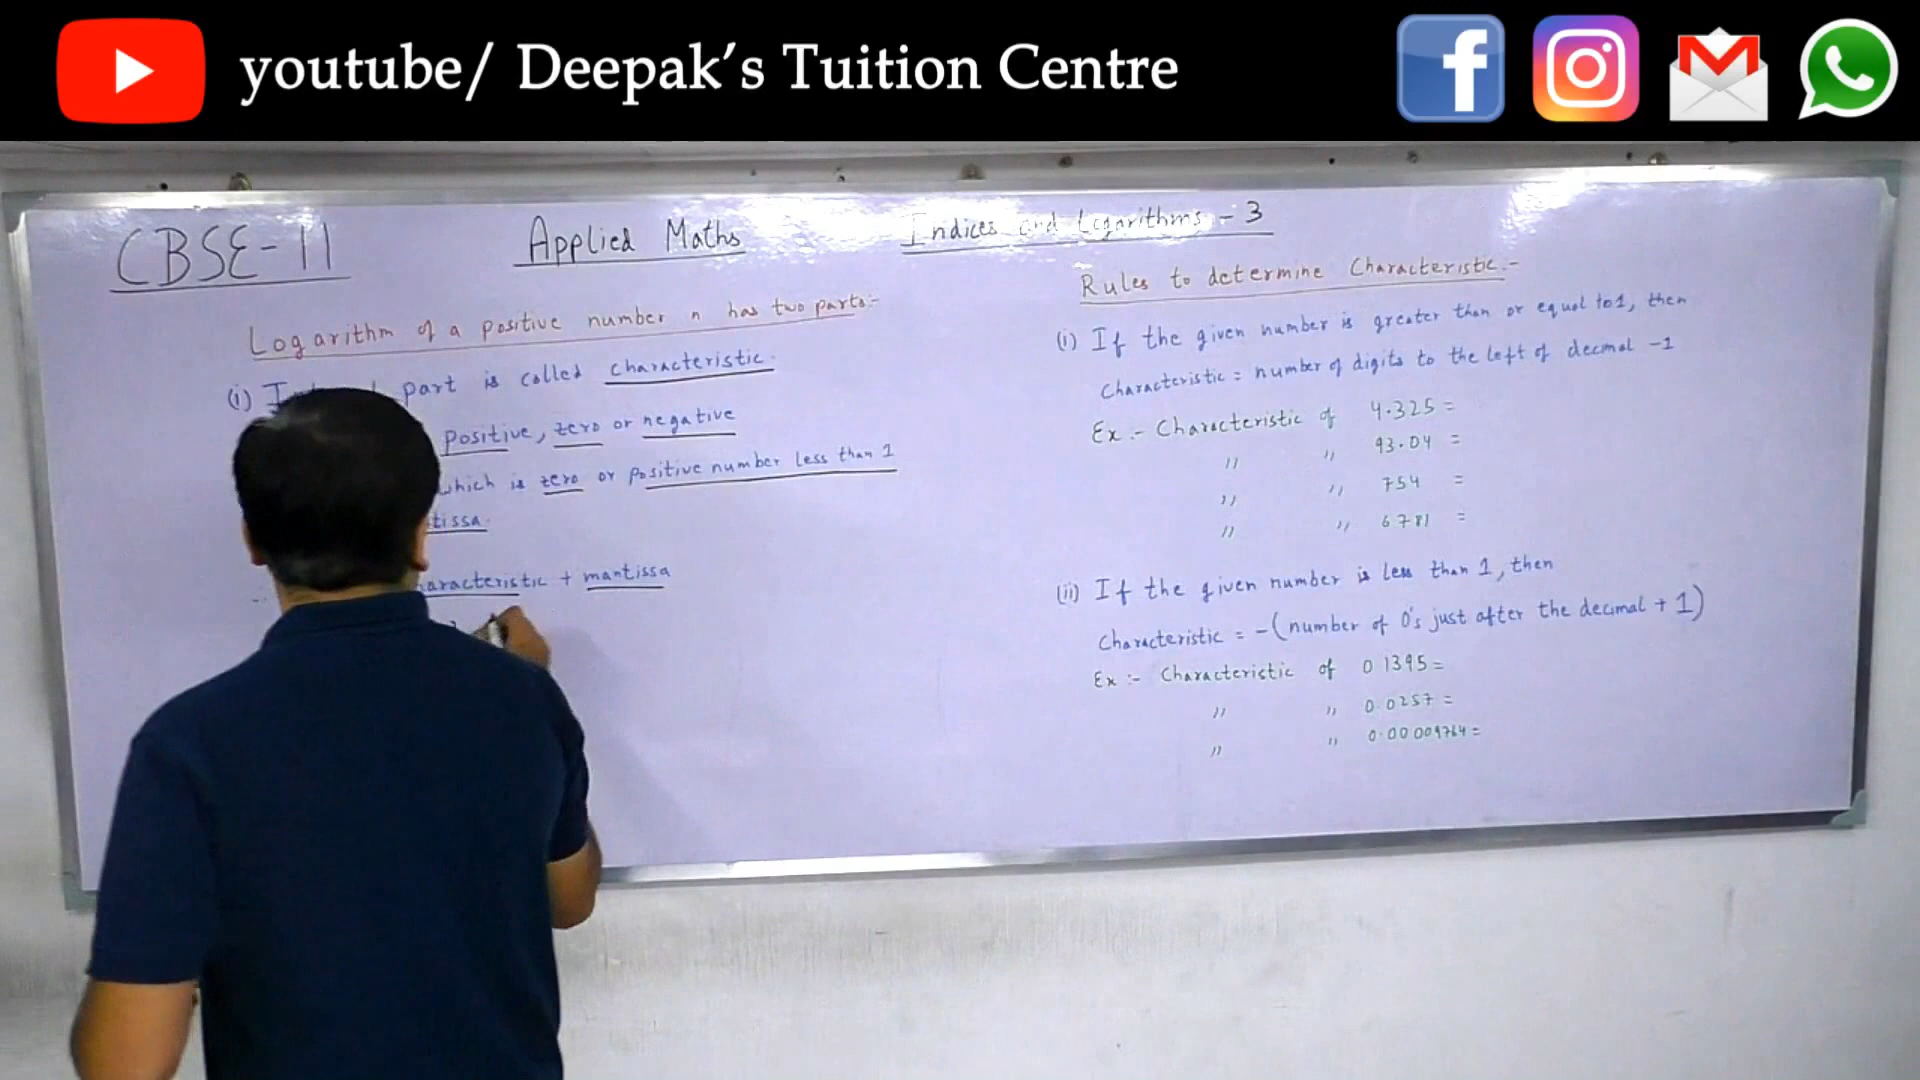 youtube/ Deepak’s Tuition Centre
CBSE-11
Applied Maths
Indices and Logarithms - 3
Logarithm of a positive number n has two parts:-
(i) part is called characteristic.
positive, zero or negative
which is zero or positive number less than 1
tissa.
aracteristic + mantissa
Rules to determine Characteristic.-
(i) If the given number is greater than or equal to 1, then
Characteristic = number of digits to the left of decimal -1
Ex :- Characteristic of 4.325 =
" " 93.04 =
" " 754 =
" " 6781 =
(ii) If the given number is less than 1, then
Characteristic = -(number of 0's just after the decimal + 1)
Ex :- Characteristic of 0.1395 =
" " 0.0257 =
" " 0.00009764 =